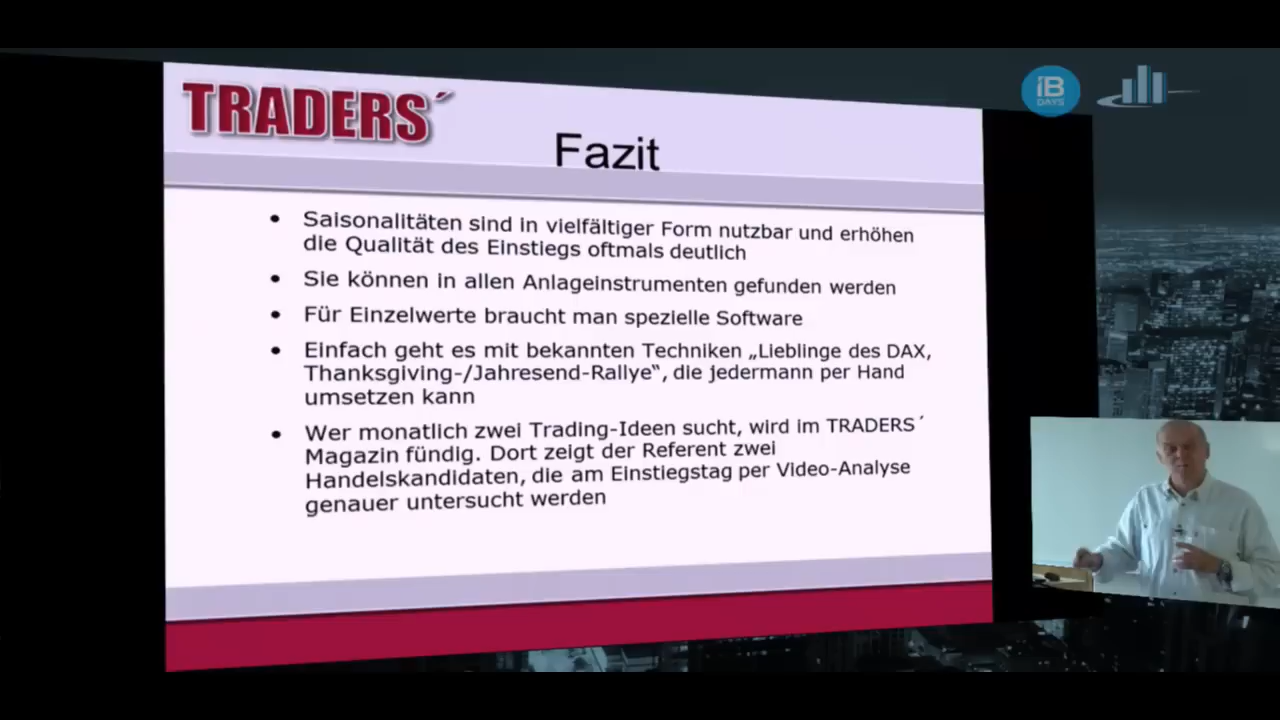 TRADERS´
iB
DAYS
Fazit
• Saisonalitäten sind in vielfältiger Form nutzbar und erhöhen
die Qualität des Einstiegs oftmals deutlich
• Sie können in allen Anlageinstrumenten gefunden werden
• Für Einzelwerte braucht man spezielle Software
• Einfach geht es mit bekannten Techniken „Lieblinge des DAX,
Thanksgiving-/Jahresend-Rallye“, die jedermann per Hand
umsetzen kann
• Wer monatlich zwei Trading-Ideen sucht, wird im TRADERS´
Magazin fündig. Dort zeigt der Referent zwei
Handelskandidaten, die am Einstiegstag per Video-Analyse
genauer untersucht werden